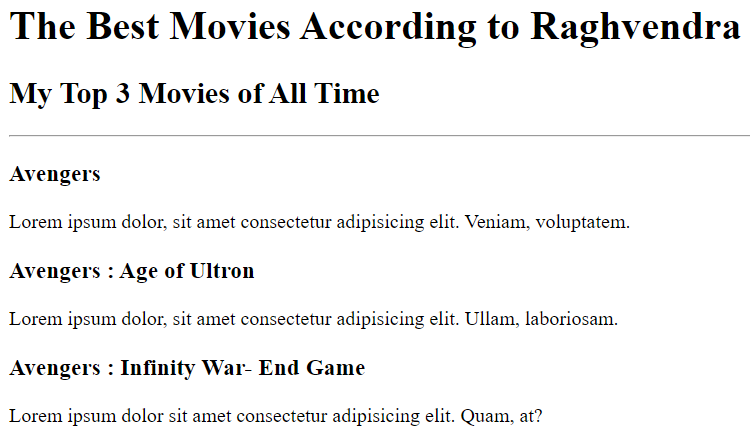 The Best Movies According to Raghvendra
My Top 3 Movies of All Time
Avengers
Lorem ipsum dolor, sit amet consectetur adipisicing elit. Veniam, voluptatem.
Avengers : Age of Ultron
Lorem ipsum dolor, sit amet consectetur adipisicing elit. Ullam, laboriosam.
Avengers : Infinity War- End Game
Lorem ipsum dolor sit amet consectetur adipisicing elit. Quam, at?